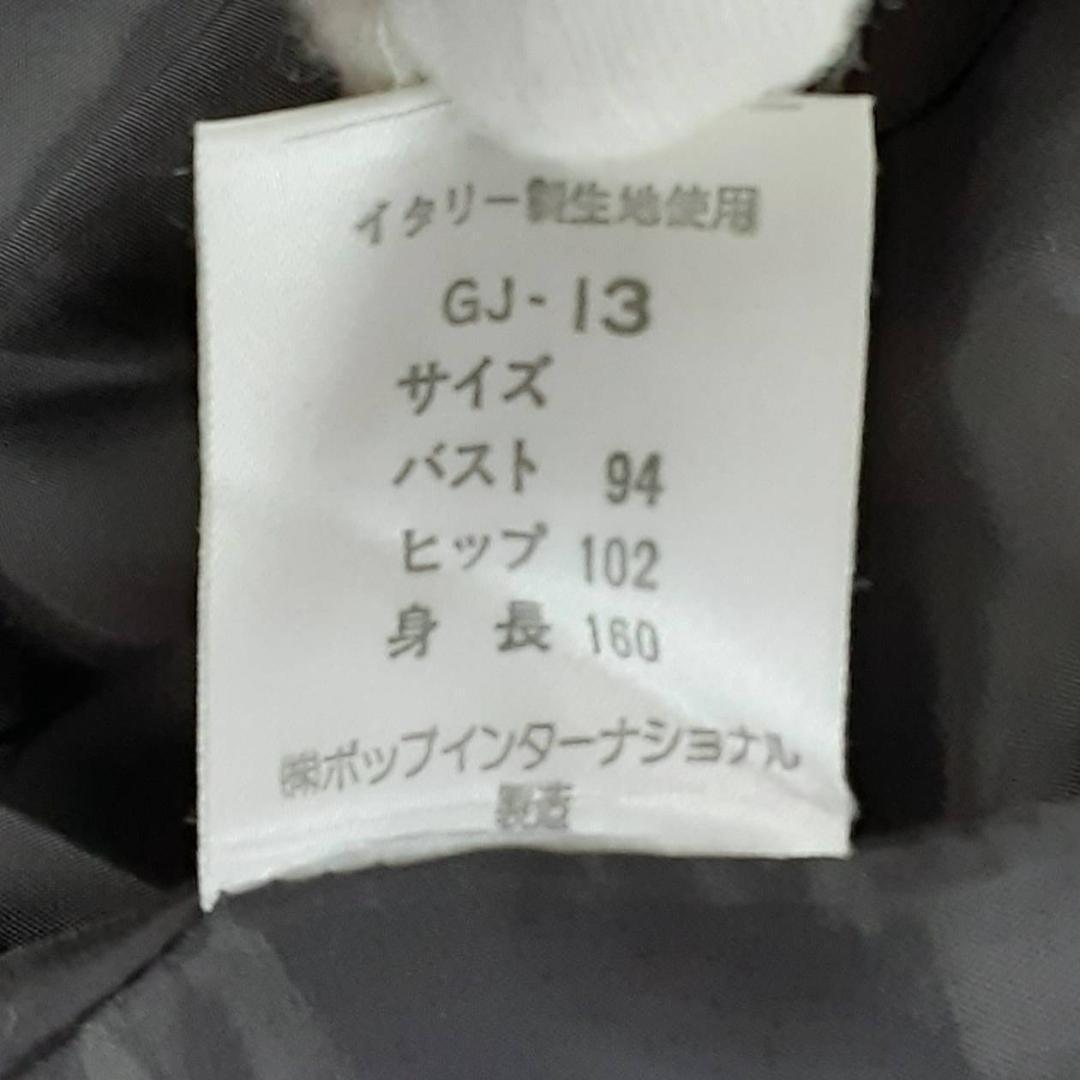 イタリー製生地使用
GJ-13
サイズ
バスト 94
ヒップ 102
身 長 160
㈱ポップインターナショナル
製造